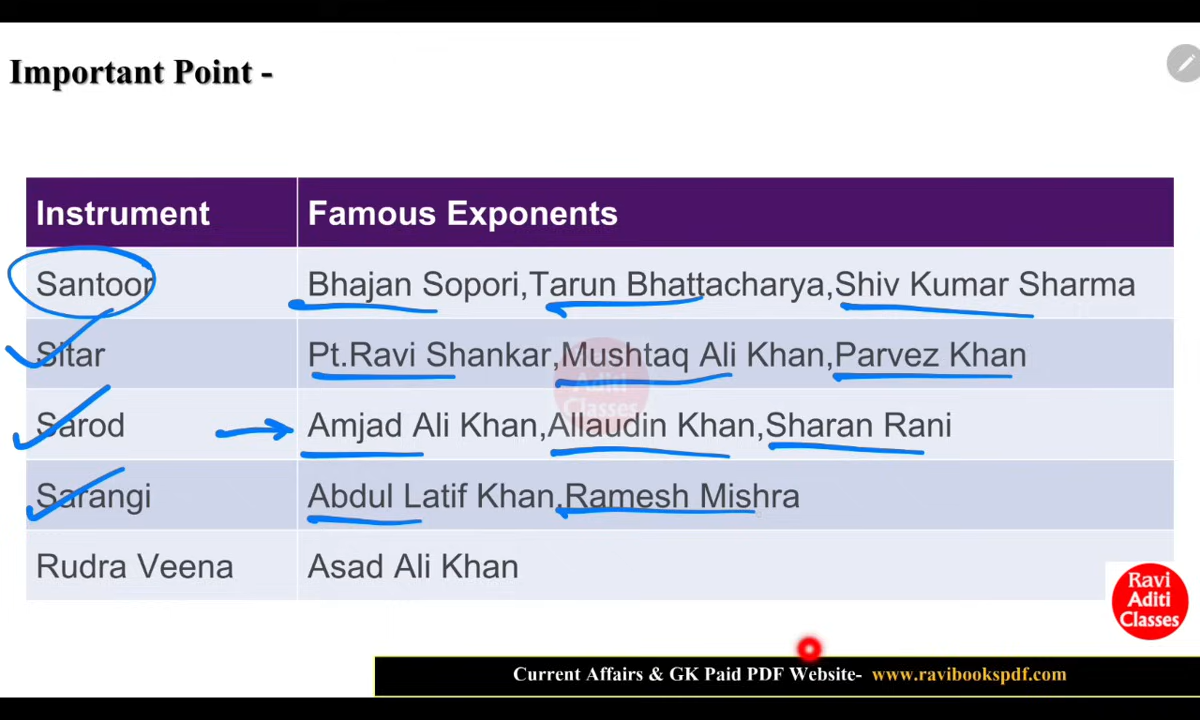 Important Point -
Instrument Famous Exponents
Santoor Bhajan Sopori,Tarun Bhattacharya,Shiv Kumar Sharma
Sitar Pt.Ravi Shankar,Mushtaq Ali Khan,Parvez Khan
Sarod Amjad Ali Khan,Allaudin Khan,Sharan Rani
Sarangi Abdul Latif Khan,Ramesh Mishra
Rudra Veena Asad Ali Khan
Aditi
Classes
Ravi
Aditi
Classes
Current Affairs & GK Paid PDF Website- www.ravibookspdf.com